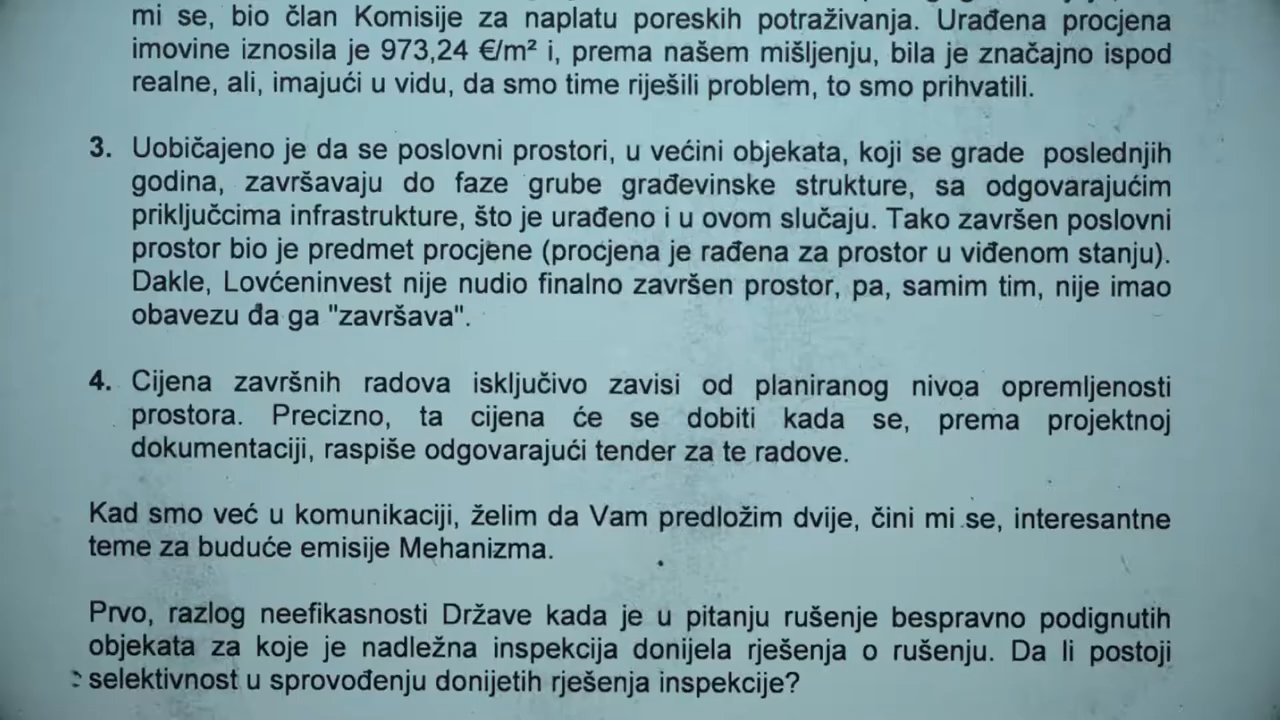 mi se, bio član Komisije za naplatu poreskih potraživanja. Urađena procjena
imovine iznosila je 973,24 €/m² i, prema našem mišljenju, bila je značajno ispod
realne, ali, imajući u vidu, da smo time riješili problem, to smo prihvatili.
3. Uobičajeno je da se poslovni prostori, u većini objekata, koji se grade poslednjih
godina, završavaju do faze grube građevinske strukture, sa odgovarajućim
priključcima infrastrukture, što je urađeno i u ovom slučaju. Tako završen poslovni
prostor bio je predmet procjene (procjena je rađena za prostor u viđenom stanju).
Dakle, Lovćeninvest nije nudio finalno završen prostor, pa, samim tim, nije imao
obavezu da ga "završava".
4. Cijena završnih radova isključivo zavisi od planiranog nivoa opremljenosti
prostora. Precizno, ta cijena će se dobiti kada se, prema projektnoj
dokumentaciji, raspiše odgovarajući tender za te radove.
Kad smo već u komunikaciji, želim da Vam predložim dvije, čini mi se, interesantne
teme za buduće emisije Mehanizma.
Prvo, razlog neefikasnosti Države kada je u pitanju rušenje bespravno podignutih
objekata za koje je nadležna inspekcija donijela rješenja o rušenju. Da li postoji
selektivnost u sprovođenju donijetih rješenja inspekcije?